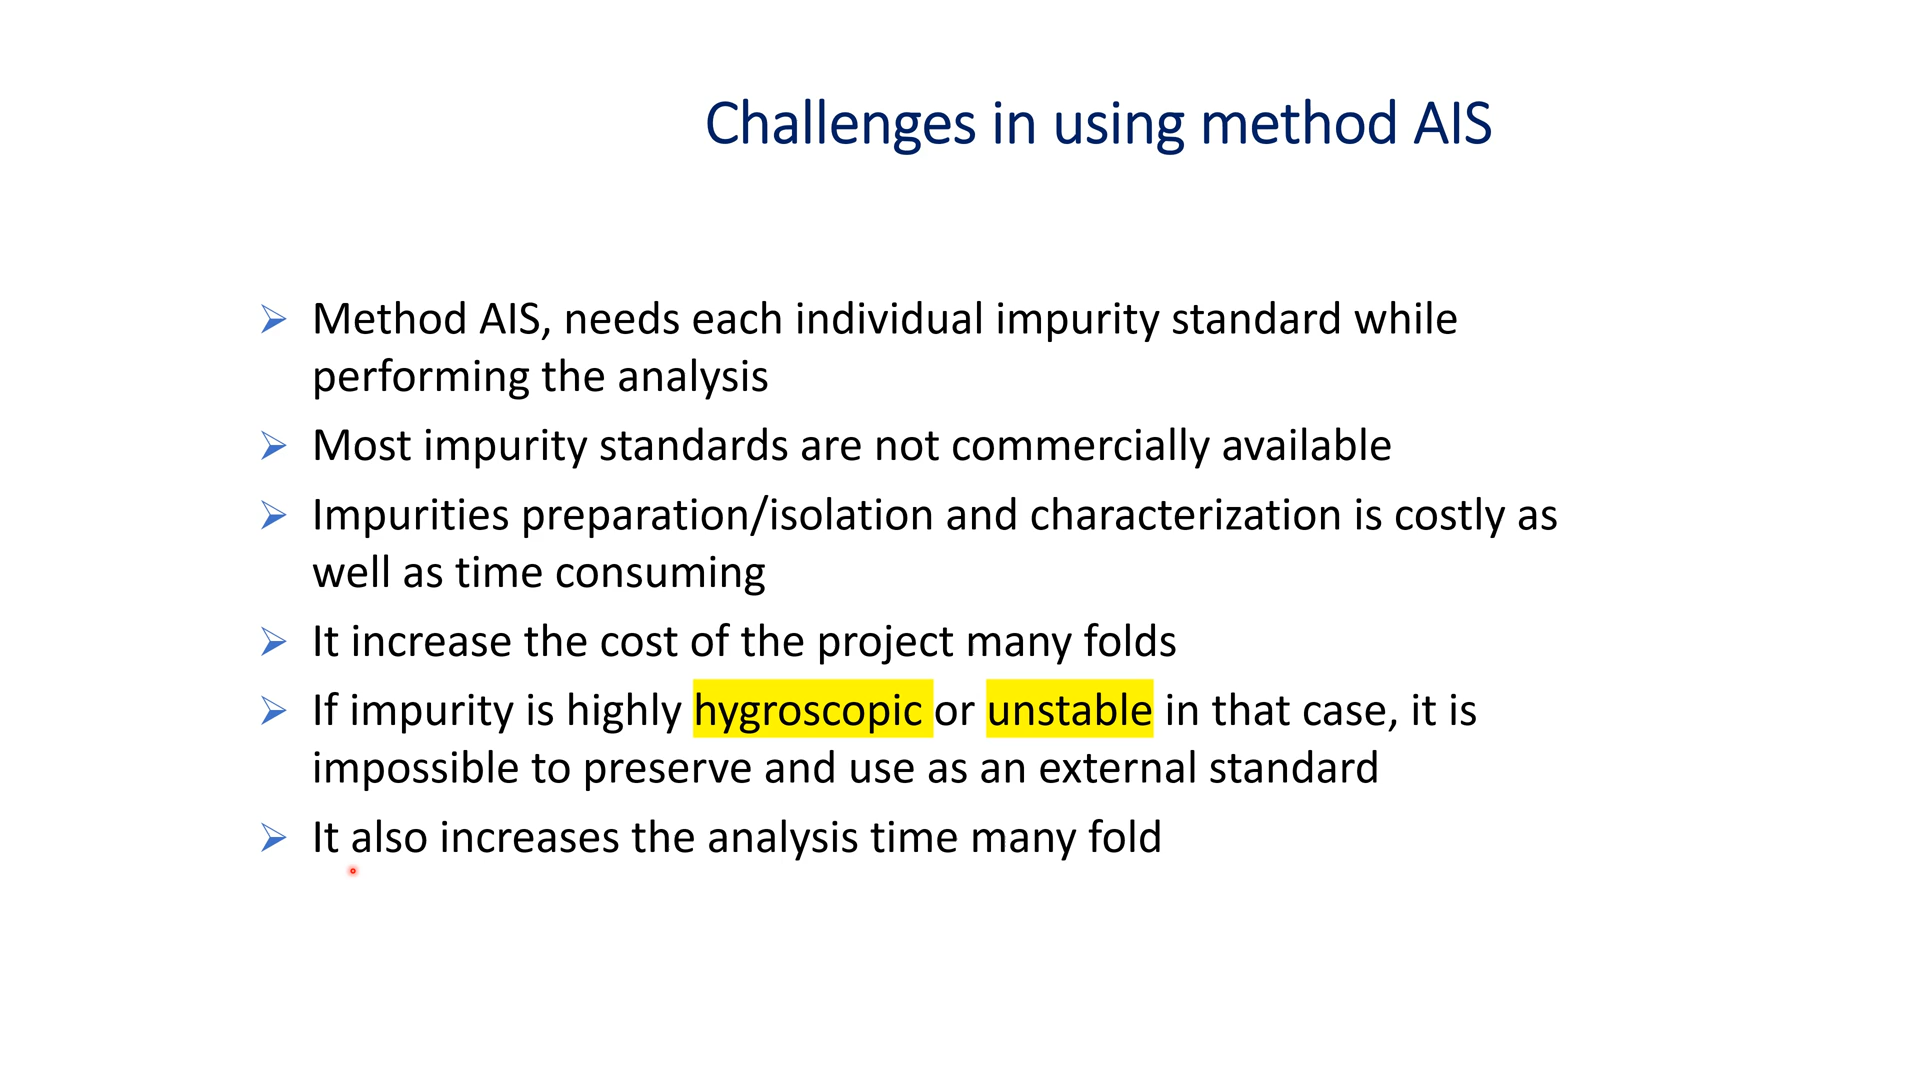 Challenges in using method AIS
Method AIS, needs each individual impurity standard while
performing the analysis
Most impurity standards are not commercially available
Impurities preparation/isolation and characterization is costly as
well as time consuming
It increase the cost of the project many folds
If impurity is highly hygroscopic or unstable in that case, it is
impossible to preserve and use as an external standard
It also increases the analysis time many fold